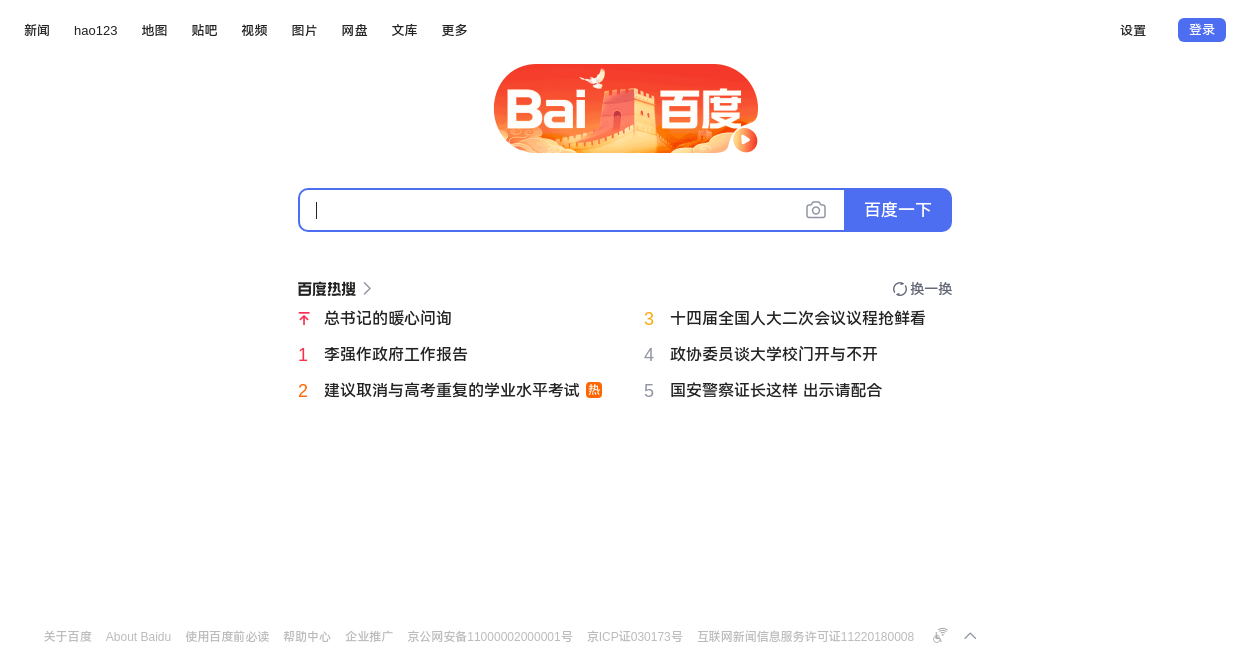 新闻 hao123 地图 贴吧 视频 图片 网盘 文库 更多 设置 登录
Bai 百度
百度一下
百度热搜 换一换
总书记的暖心问询
1 李强作政府工作报告
2 建议取消与高考重复的学业水平考试 热
3 十四届全国人大二次会议议程抢鲜看
4 政协委员谈大学校门开与不开
5 国安警察证长这样 出示请配合
关于百度 About Baidu 使用百度前必读 帮助中心 企业推广 京公网安备11000002000001号 京ICP证030173号 互联网新闻信息服务许可证11220180008